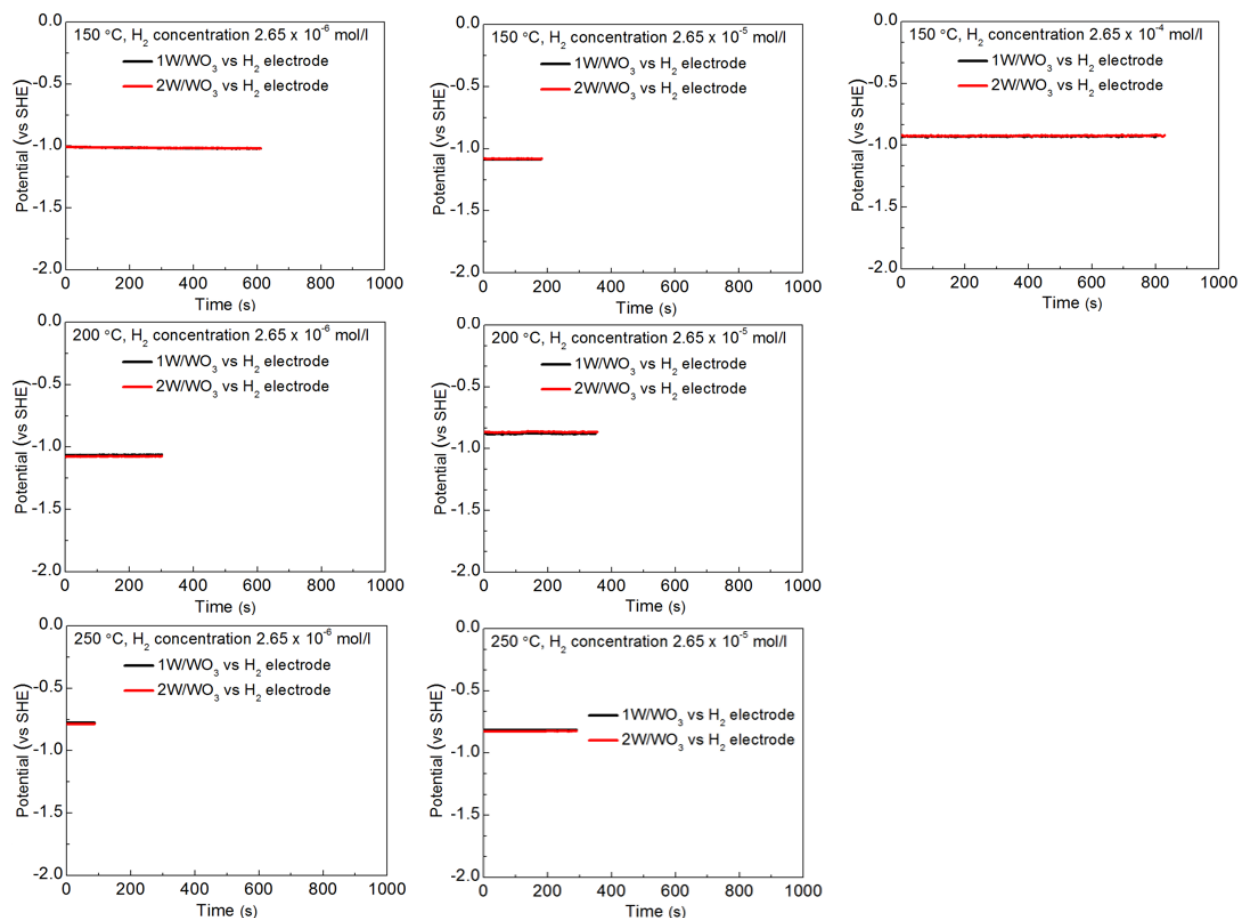 150 °C, H₂ concentration 2.65 x 10⁻⁶ mol/l
1W/WO₃ vs H₂ electrode
2W/WO₃ vs H₂ electrode
Potential (vs SHE)
0.0
-0.5
-1.0
-1.5
-2.0
0 200 400 600 800 1000
Time (s)
150 °C, H₂ concentration 2.65 x 10⁻⁵ mol/l
1W/WO₃ vs H₂ electrode
2W/WO₃ vs H₂ electrode
Potential (vs SHE)
0.0
-0.5
-1.0
-1.5
-2.0
0 200 400 600 800 1000
Time (s)
150 °C, H₂ concentration 2.65 x 10⁻⁴ mol/l
1W/WO₃ vs H₂ electrode
2W/WO₃ vs H₂ electrode
Potential (vs SHE)
0.0
-0.5
-1.0
-1.5
-2.0
0 200 400 600 800 1000
Time (s)
200 °C, H₂ concentration 2.65 x 10⁻⁶ mol/l
1W/WO₃ vs H₂ electrode
2W/WO₃ vs H₂ electrode
Potential (vs SHE)
0.0
-0.5
-1.0
-1.5
-2.0
0 200 400 600 800 1000
Time (s)
200 °C, H₂ concentration 2.65 x 10⁻⁵ mol/l
1W/WO₃ vs H₂ electrode
2W/WO₃ vs H₂ electrode
Potential (vs SHE)
0.0
-0.5
-1.0
-1.5
-2.0
0 200 400 600 800 1000
Time (s)
250 °C, H₂ concentration 2.65 x 10⁻⁶ mol/l
1W/WO₃ vs H₂ electrode
2W/WO₃ vs H₂ electrode
Potential (vs SHE)
0.0
-0.5
-1.0
-1.5
-2.0
0 200 400 600 800 1000
Time (s)
250 °C, H₂ concentration 2.65 x 10⁻⁵ mol/l
1W/WO₃ vs H₂ electrode
2W/WO₃ vs H₂ electrode
Potential (vs SHE)
0.0
-0.5
-1.0
-1.5
-2.0
0 200 400 600 800 1000
Time (s)